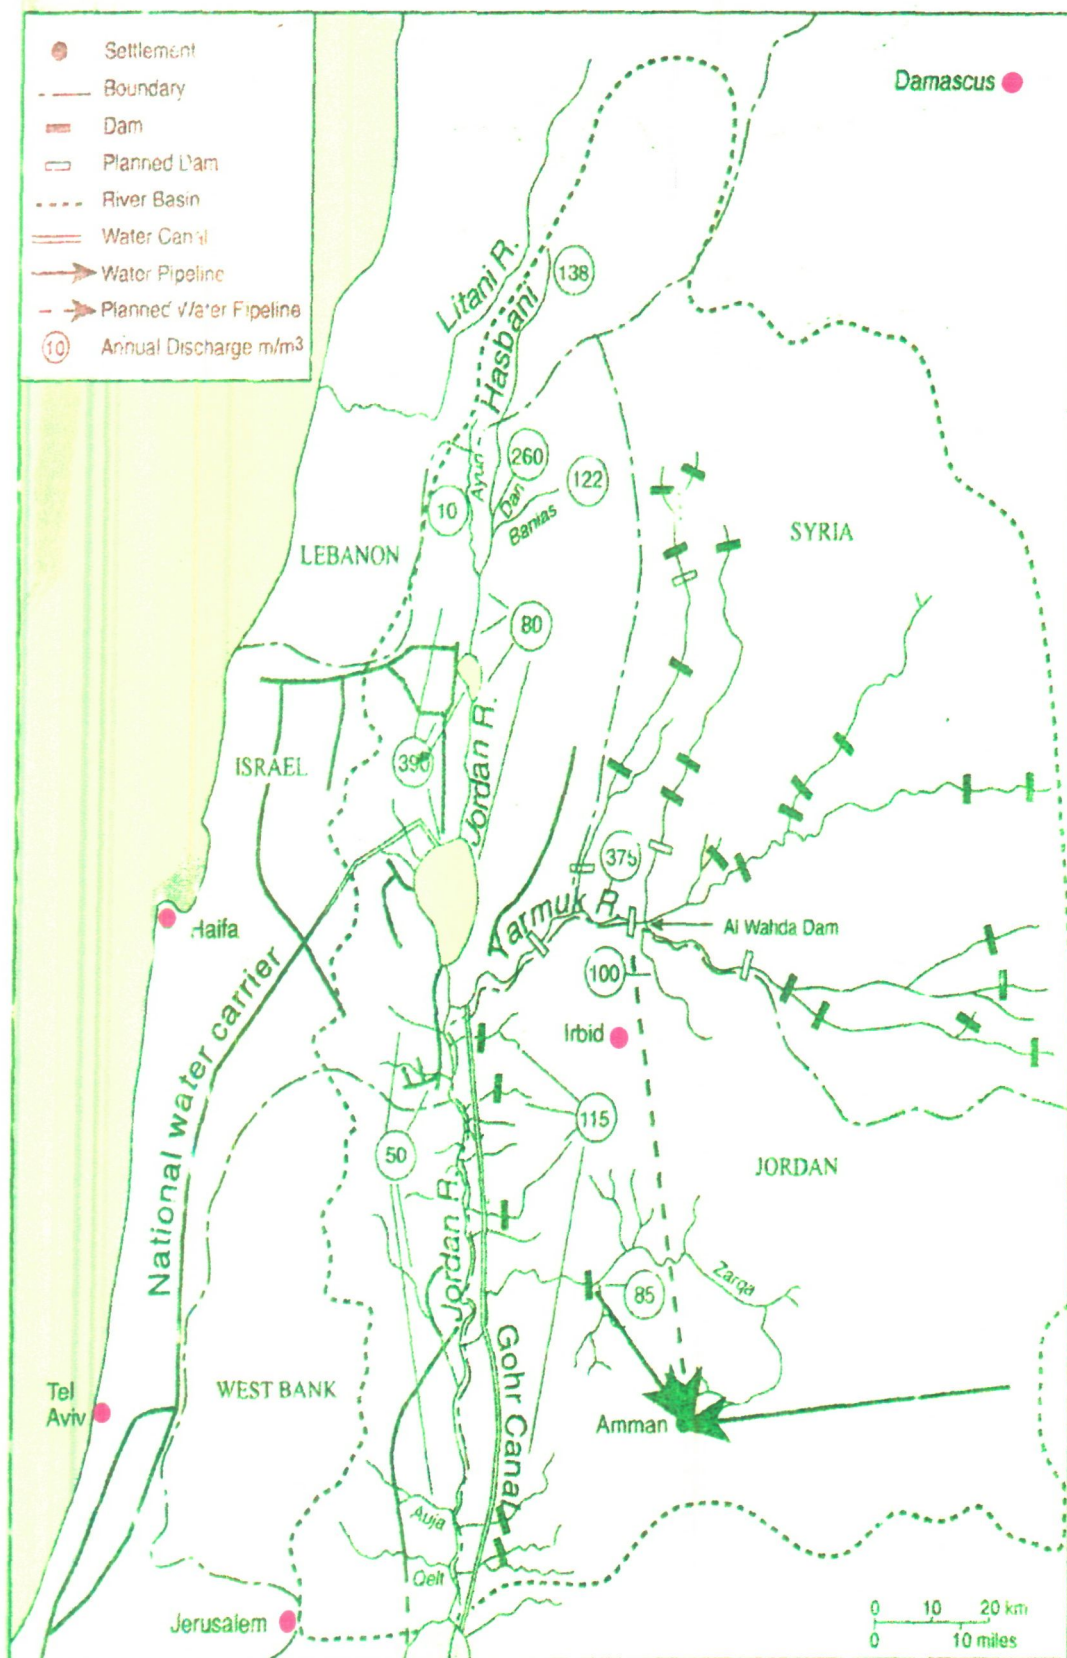 Settlement
Boundary
Dam
Planned Dam
River Basin
Water Canal
Water Pipeline
Planned Water Pipeline
10 Annual Discharge m/m³
Damascus
Litani R.
Hasbani
138
Ayun
260
Dan
122
Banias
10
LEBANON
SYRIA
80
ISRAEL
390
Jordan R.
375
Yarmuk R.
Al Wahda Dam
Haifa
100
Irbid
National water carrier
115
50
JORDAN
Jordan R.
Zarqa
85
Gohr Canal
WEST BANK
Tel
Aviv
Amman
Auja
Qelt
Jerusalem
0 10 20 km
0 10 miles